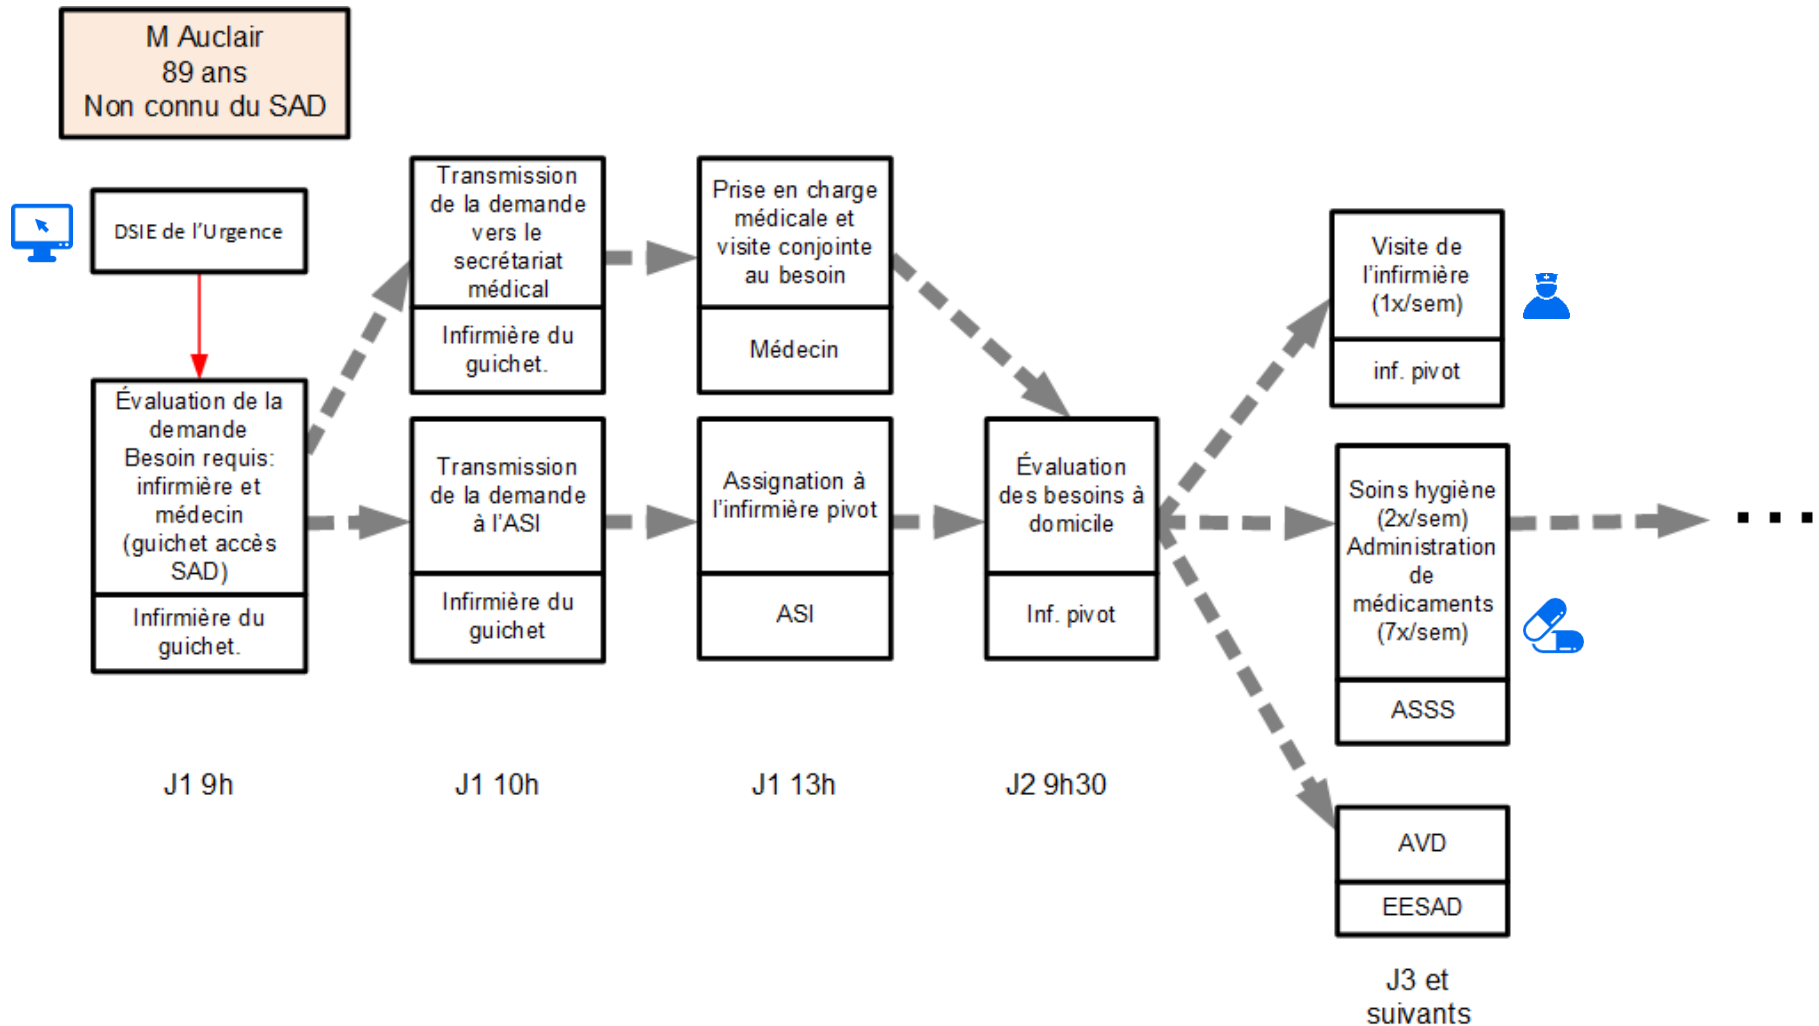 M Auclair
89 ans
Non connu du SAD
DSIE de l'Urgence
Évaluation de la
demande
Besoin requis:
infirmière et
médecin
(guichet accès
SAD)
Infirmière du
guichet.
J1 9h
Transmission
de la demande
vers le
secrétariat
médical
Infirmière du
guichet.
Transmission
de la demande
à l'ASI
Infirmière du
guichet
J1 10h
Prise en charge
médicale et
visite conjointe
au besoin
Médecin
Assignation à
l'infirmière pivot
ASI
J1 13h
Évaluation
des besoins à
domicile
Inf. pivot
J2 9h30
Visite de
l'infirmière
(1x/sem)
inf. pivot
Soins hygiène
(2x/sem)
Administration
de
médicaments
(7x/sem)
ASSS
AVD
EESAD
J3 et
suivants
...